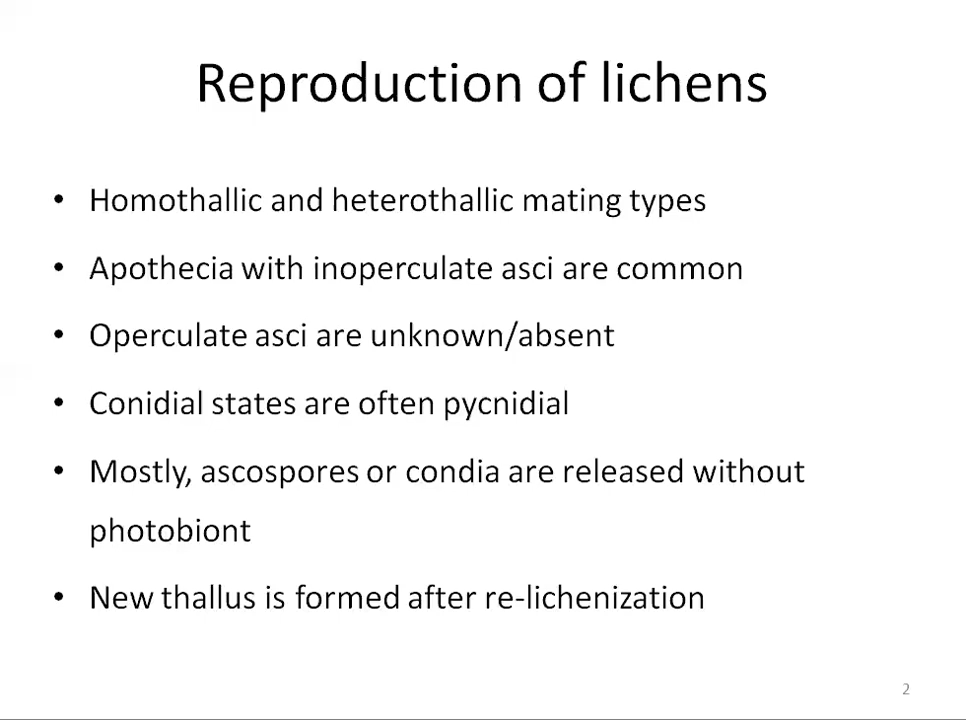 Reproduction of lichens
• Homothallic and heterothallic mating types
• Apothecia with inoperculate asci are common
• Operculate asci are unknown/absent
• Conidial states are often pycnidial
• Mostly, ascospores or condia are released without
photobiont
• New thallus is formed after re-lichenization
2